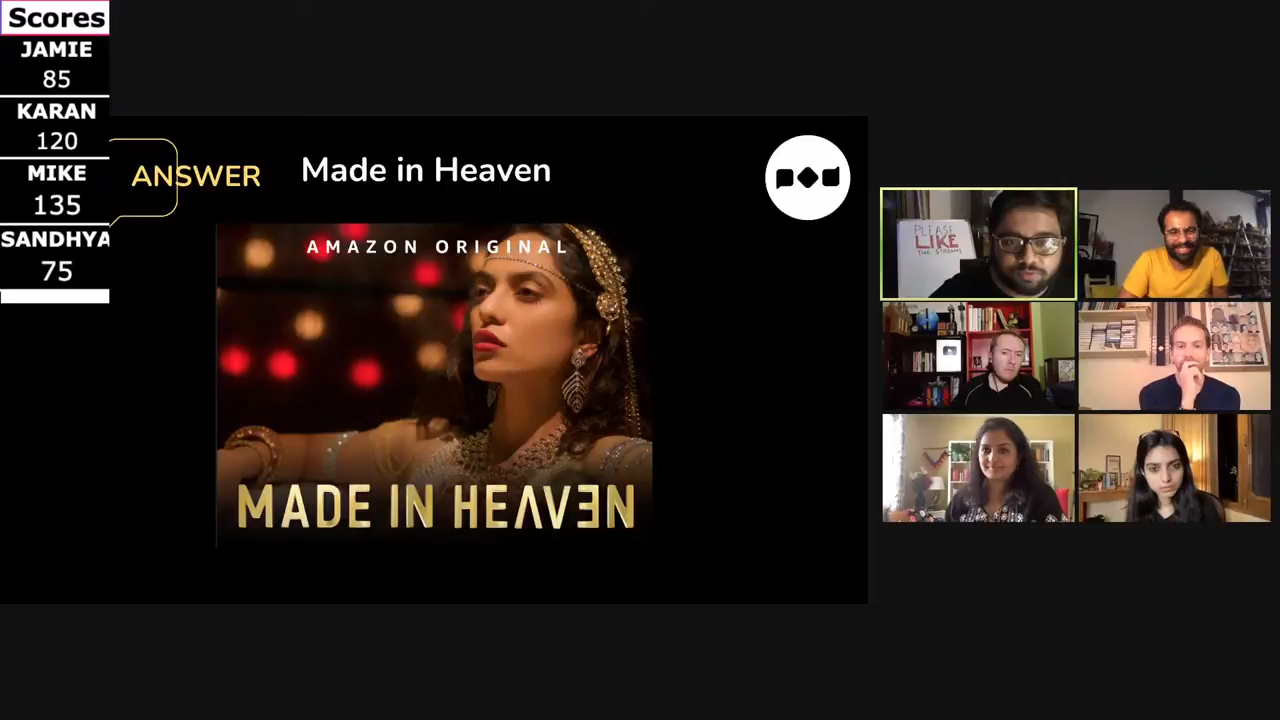 Scores
JAMIE
85
KARAN
120
MIKE
135
SANDHYA
75
ANSWER
Made in Heaven
pod
AMAZON ORIGINAL
MADE IN HEAVEN
PLEASE
LIKE
THE STREAM